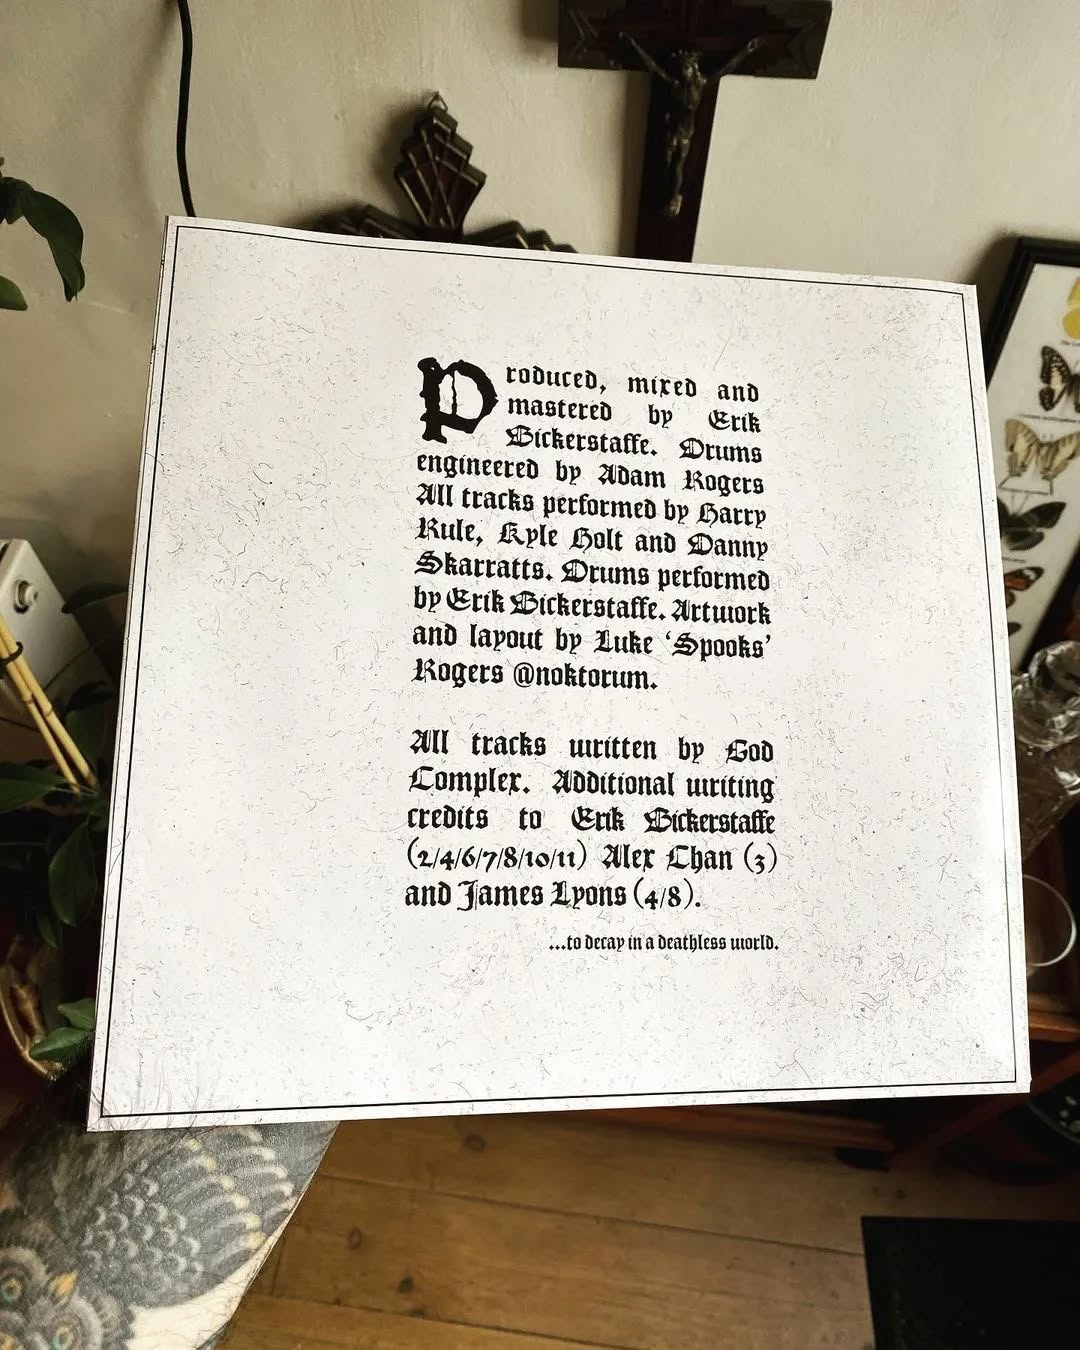 Produced, mixed and
mastered by Erik
Bickerstaffe. Drums
engineered by Adam Rogers
All tracks performed by Harry
Rule, Kyle Holt and Danny
Skarratts. Drums performed
by Erik Bickerstaffe. Artwork
and layout by Luke ‘Spooks’
Rogers @noktorum.
All tracks written by God
Complex. Additional writing
credits to Erik Bickerstaffe
(2/4/6/7/8/10/11) Alex Chan (3)
and James Lyons (4/8).
...to decay in a deathless world.